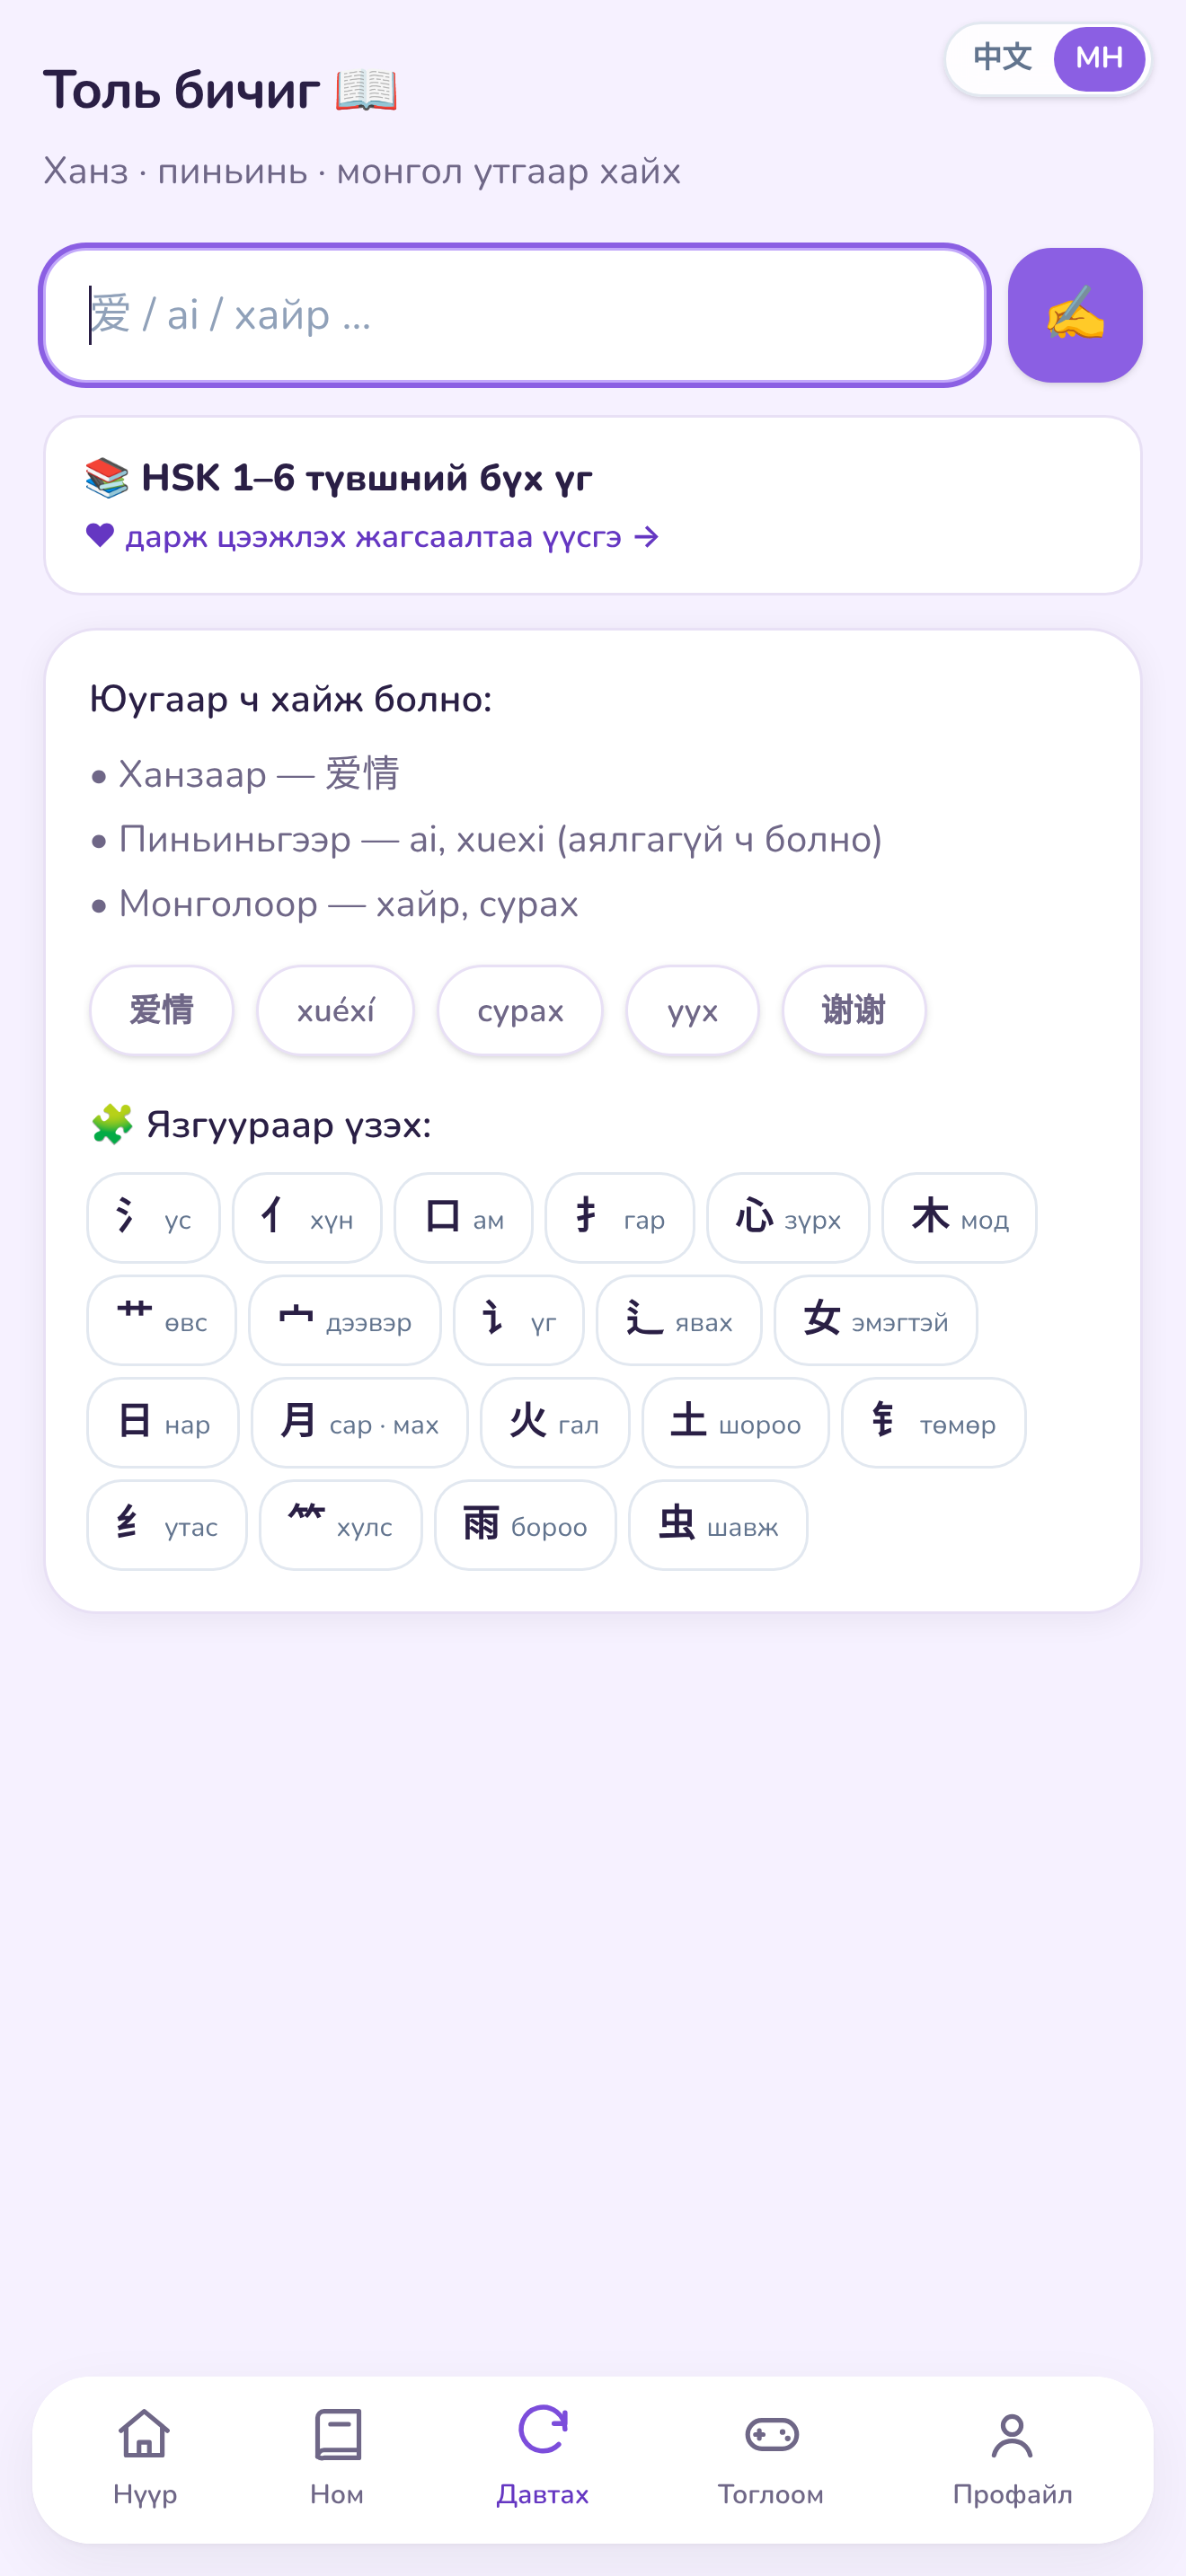 Толь бичиг 📖
中文 МН
Ханз · пиньинь · монгол утгаар хайх
爱 / ai / хайр ...
✍️
📚 HSK 1–6 түвшний бүх үг
♥ дарж цээжлэх жагсаалтаа үүсгэ →
Юугаар ч хайж болно:
• Ханзаар — 爱情
• Пиньиньгээр — ai, xuexi (аялгагүй ч болно)
• Монголоор — хайр, сурах
爱情 xuéxí сурах уух 谢谢
🧩 Язгуураар үзэх:
氵 ус 亻 хүн 口 ам 扌 гар 心 зүрх 木 мод
艹 өвс 宀 дээвэр 讠 үг 辶 явах 女 эмэгтэй
日 нар 月 сар · мах 火 гал 土 шороо 钅 төмөр
纟 утас ⺮ хулс 雨 бороо 虫 шавж
Нүүр Ном Давтах Тоглоом Профайл